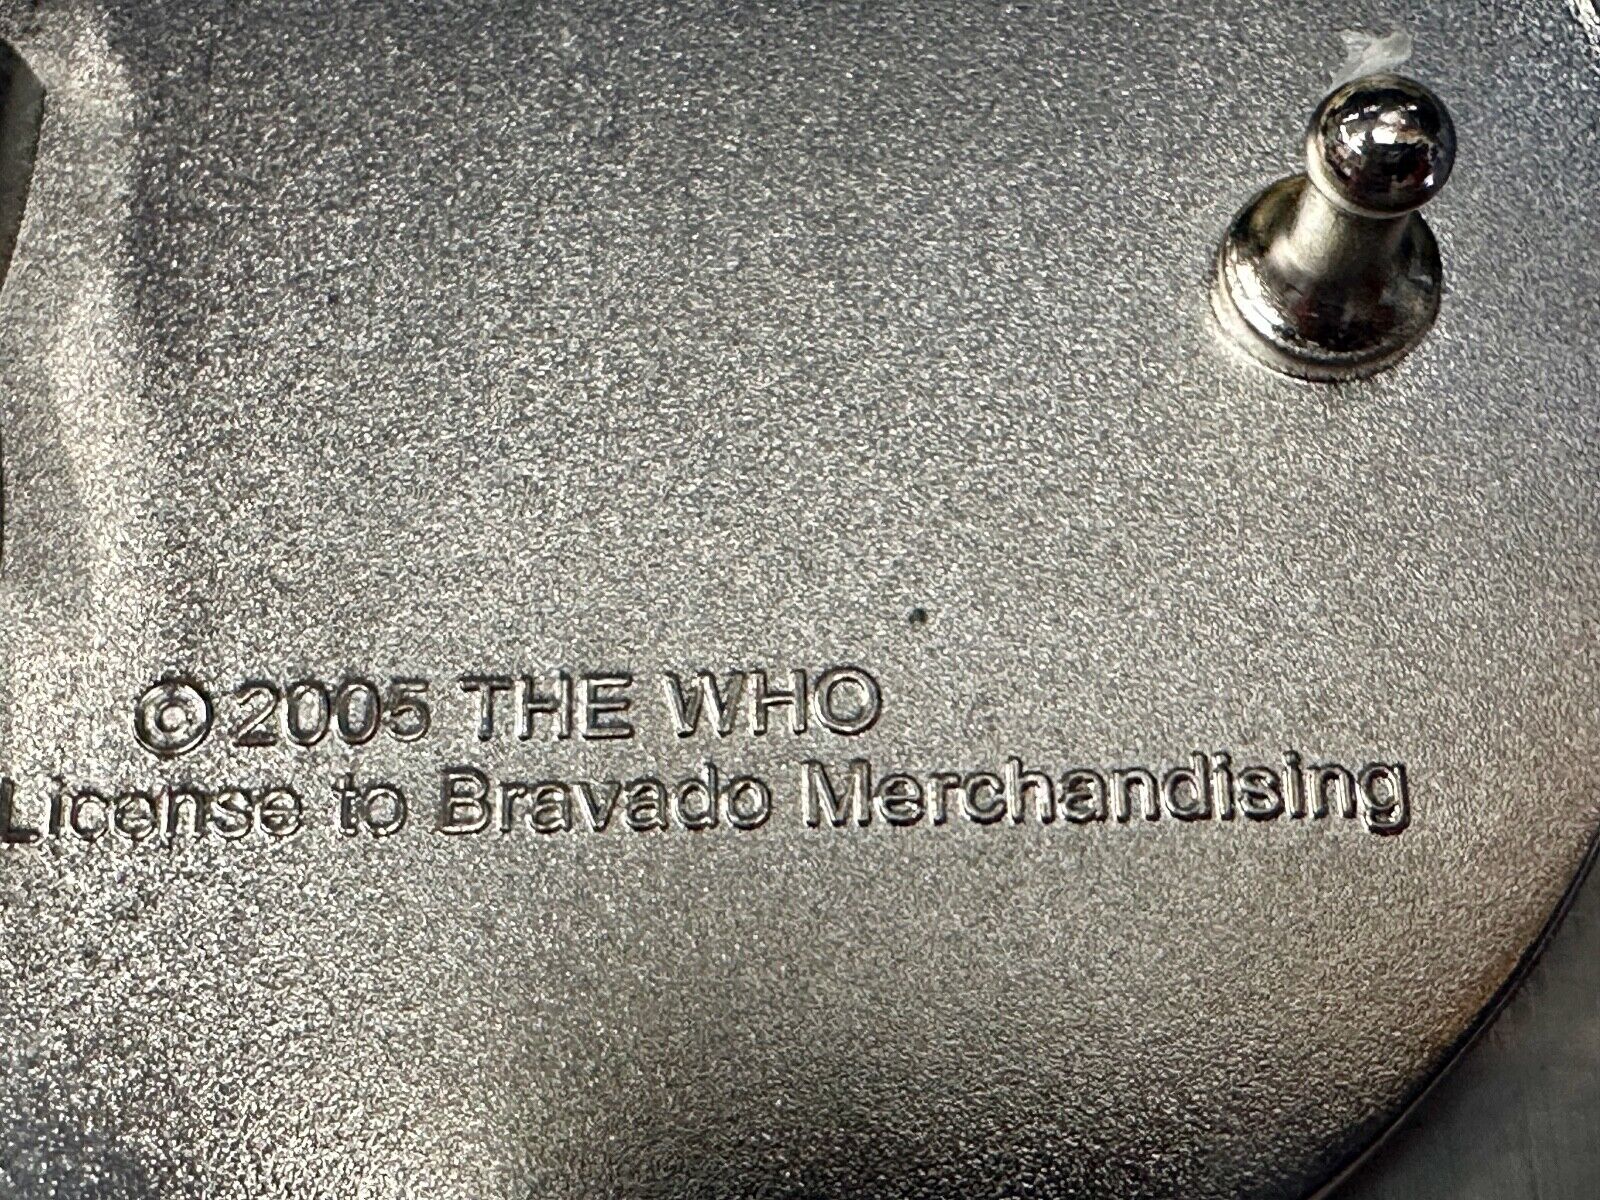 © 2005 THE WHO
License to Bravado Merchandising